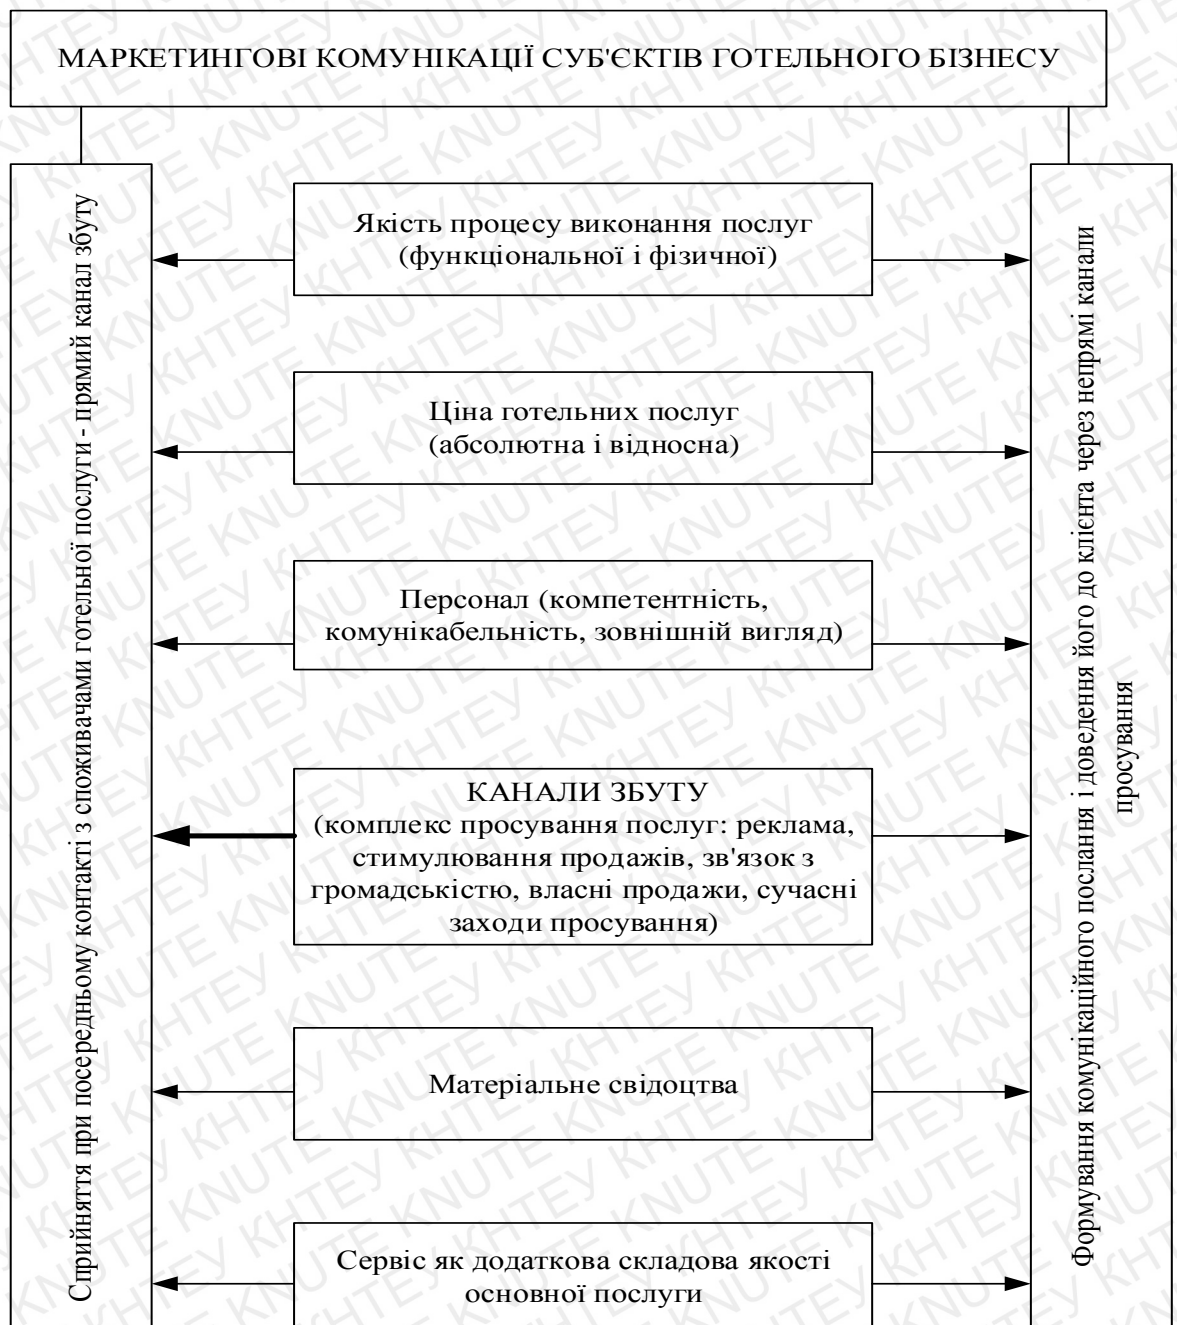 МАРКЕТИНГОВІ КОМУНІКАЦІЇ СУБ'ЄКТІВ ГОТЕЛЬНОГО БІЗНЕСУ
Сприйняття при посередньому контакті з споживачами готельної послуги - прямий канал збуту
Якість процесу виконання послуг
(функціональної і фізичної)
Ціна готельних послуг
(абсолютна і відносна)
Персонал (компетентність,
комунікабельність, зовнішній вигляд)
КАНАЛИ ЗБУТУ
(комплекс просування послуг: реклама,
стимулювання продажів, зв'язок з
громадськістю, власні продажи, сучасні
заходи просування)
Матеріальне свідоцтва
Сервіс як додаткова складова якості
основної послуги
Формування комунікаційного послання і доведення його до клієнта через непрямі канали
просування
KNUTE КНТЕУ